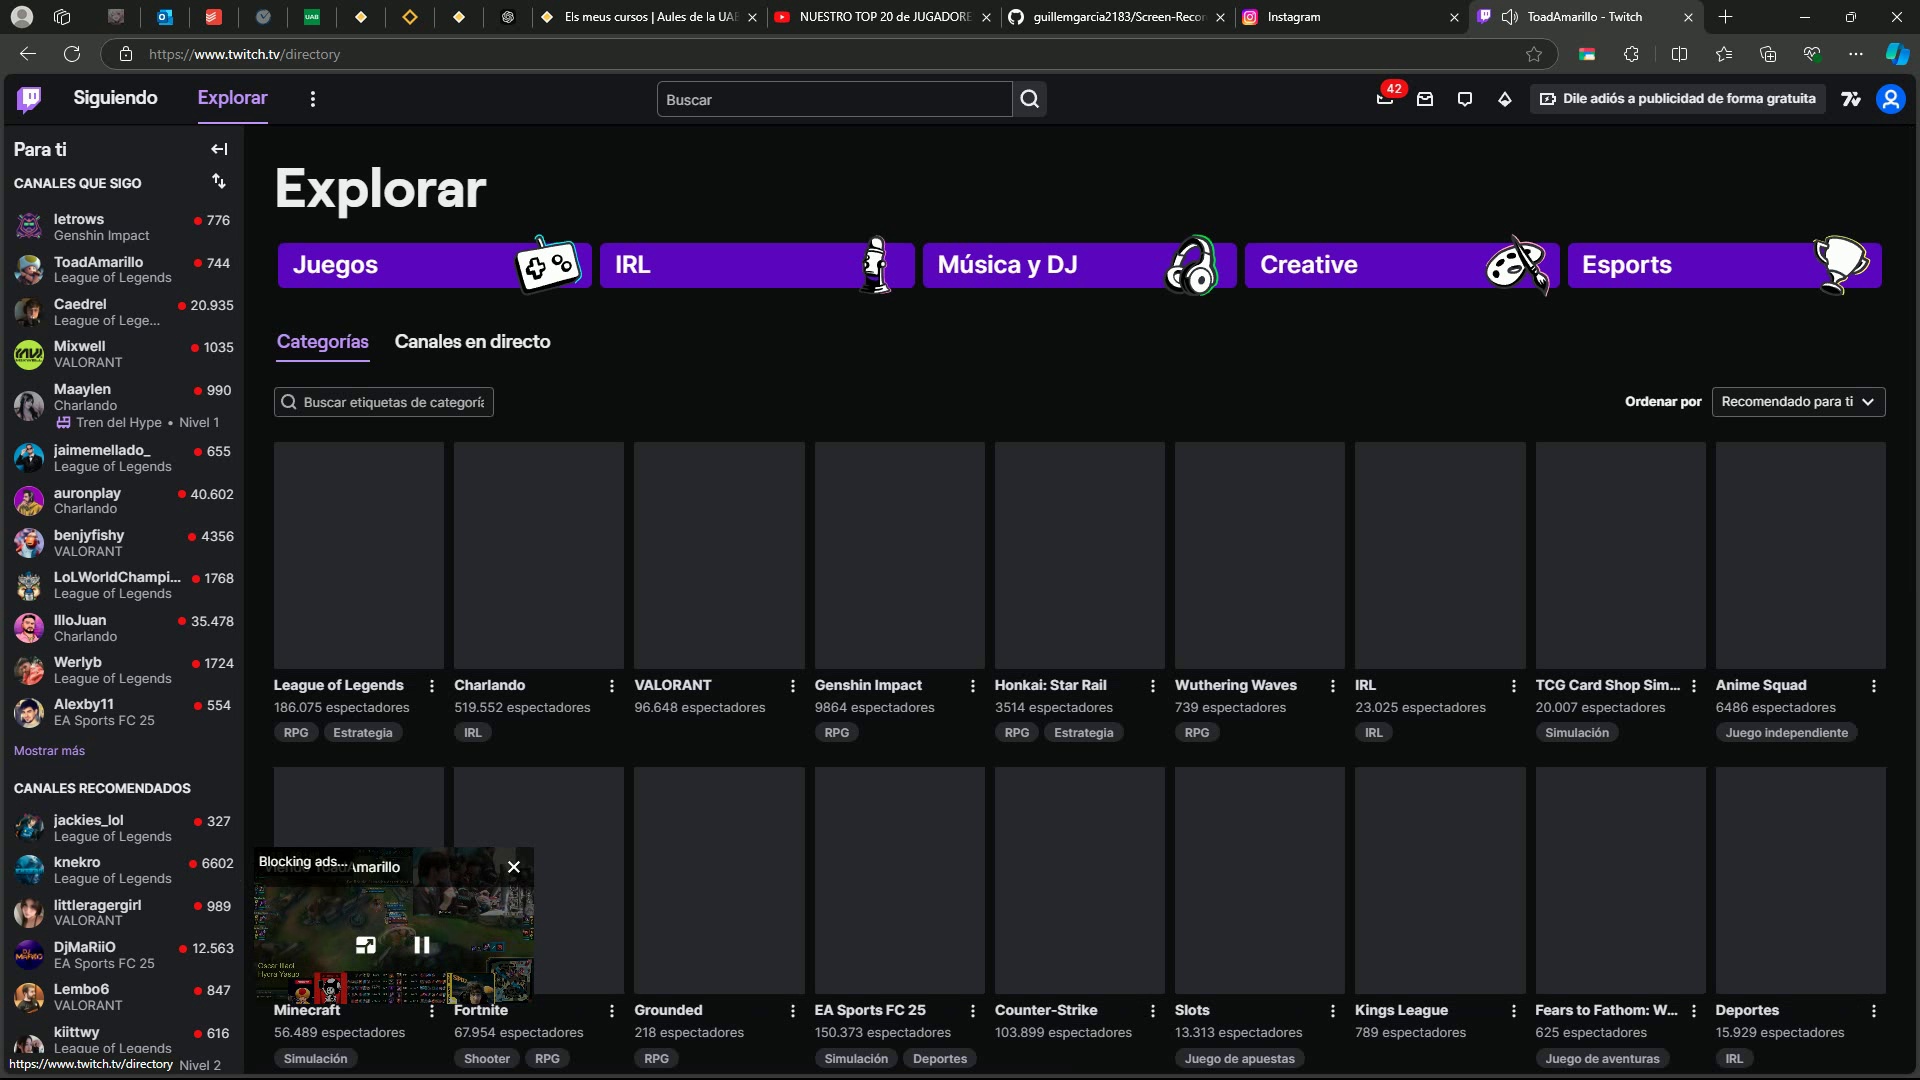 UAB
Els meus cursos | Aules de la UAB
NUESTRO TOP 20 de JUGADORE
guillemgarcia2183/Screen-Recor
Instagram
ToadAmarillo - Twitch
https://www.twitch.tv/directory
Siguiendo
Explorar
Buscar
42
Dile adiós a publicidad de forma gratuita
Para ti
CANALES QUE SIGO
letrows
776
Genshin Impact
ToadAmarillo
744
League of Legends
Caedrel
20.935
League of Lege...
Mixwell
1035
VALORANT
Maaylen
990
Charlando
Tren del Hype • Nivel 1
jaimemellado_
655
League of Legends
auronplay
40.602
Charlando
benjyfishy
4356
VALORANT
LoLWorldChampi...
1768
League of Legends
IlloJuan
35.478
Charlando
Werlyb
1724
League of Legends
Alexby11
554
EA Sports FC 25
Mostrar más
CANALES RECOMENDADOS
jackies_lol
327
League of Legends
knekro
6602
League of Legends
littleragergirl
989
VALORANT
DjMaRiiO
12.563
EA Sports FC 25
Lembo6
847
VALORANT
kiittwy
616
League of Legends
https://www.twitch.tv/directory
Nivel 2
Explorar
Juegos
IRL
Música y DJ
Creative
Esports
Categorías
Canales en directo
Buscar etiquetas de categoría
Ordenar por
Recomendado para ti
League of Legends
186.075 espectadores
RPG
Estrategia
Charlando
519.552 espectadores
IRL
VALORANT
96.648 espectadores
Genshin Impact
9864 espectadores
RPG
Honkai: Star Rail
3514 espectadores
RPG
Estrategia
Wuthering Waves
739 espectadores
RPG
IRL
23.025 espectadores
IRL
TCG Card Shop Sim...
20.007 espectadores
Simulación
Anime Squad
6486 espectadores
Juego independiente
Blocking ads...
Amarillo
Minecraft
56.489 espectadores
Simulación
Fortnite
67.954 espectadores
Shooter
RPG
Grounded
218 espectadores
RPG
EA Sports FC 25
150.373 espectadores
Simulación
Deportes
Counter-Strike
103.899 espectadores
Slots
13.313 espectadores
Juego de apuestas
Kings League
789 espectadores
Fears to Fathom: W...
625 espectadores
Juego de aventuras
Deportes
15.929 espectadores
IRL